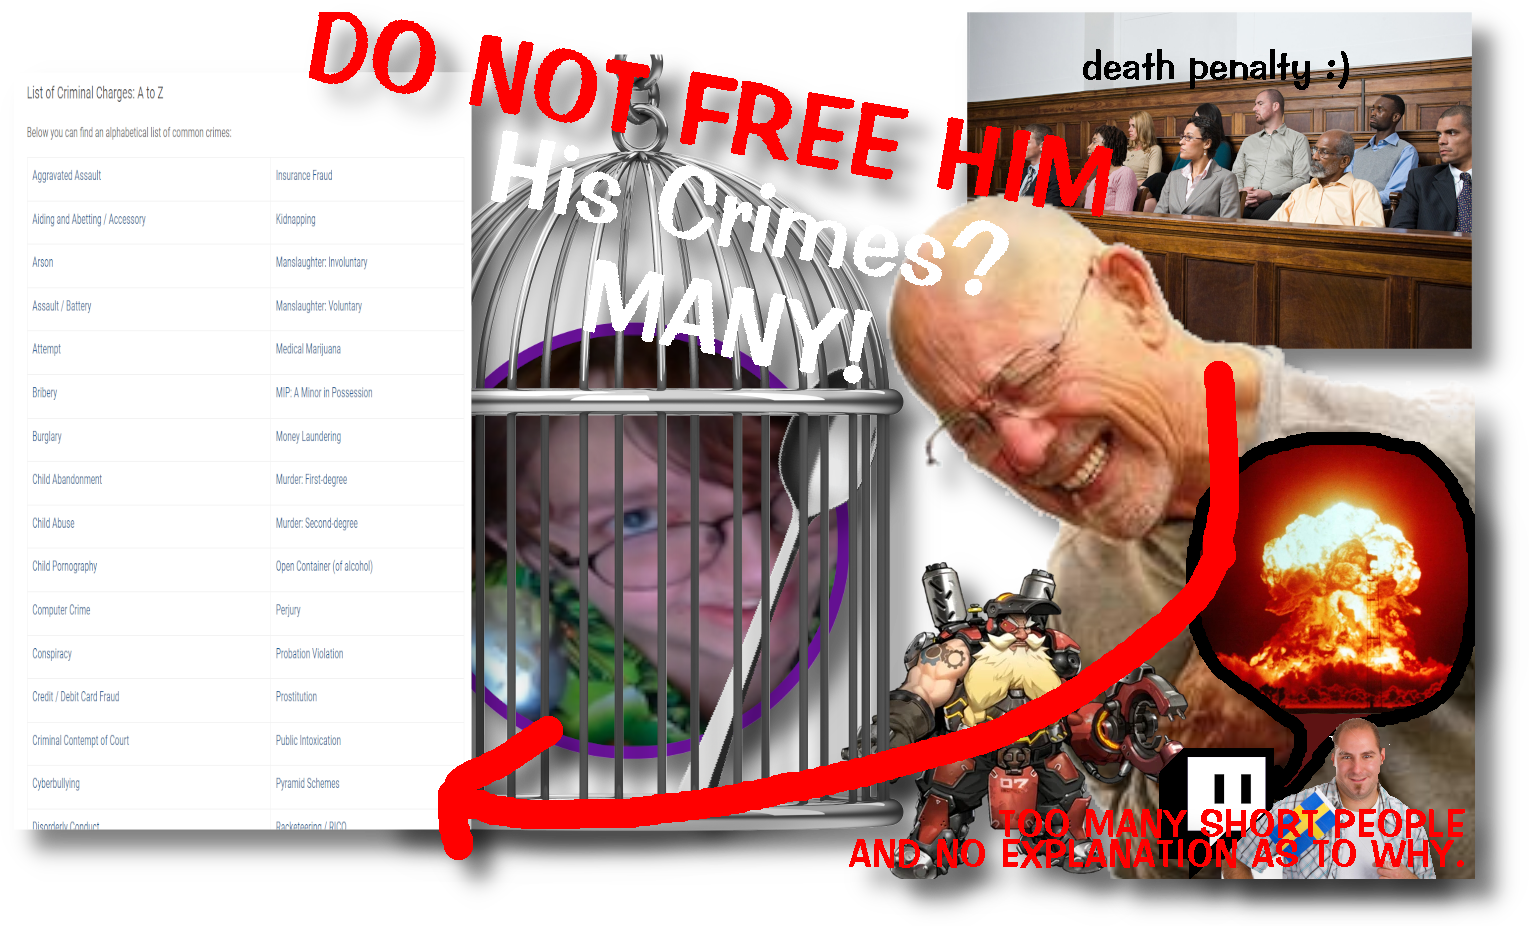 DO NOT FREE HIM
His Crimes?
MANY!
death penalty :)
List of Criminal Charges: A to Z
Below you can find an alphabetical list of common crimes:
Aggravated Assault Insurance Fraud
Aiding and Abetting / Accessory Kidnapping
Arson Manslaughter: Involuntary
Assault / Battery Manslaughter: Voluntary
Attempt Medical Marijuana
Bribery MIP: A Minor in Possession
Burglary Money Laundering
Child Abandonment Murder: First-degree
Child Abuse Murder: Second-degree
Child Pornography Open Container (of alcohol)
Computer Crime Perjury
Conspiracy Probation Violation
Credit / Debit Card Fraud Prostitution
Criminal Contempt of Court Public Intoxication
Cyberbullying Pyramid Schemes
Disorderly Conduct Racketeering / RICO
07
TOO MANY SHORT PEOPLE
AND NO EXPLANATION AS TO WHY.